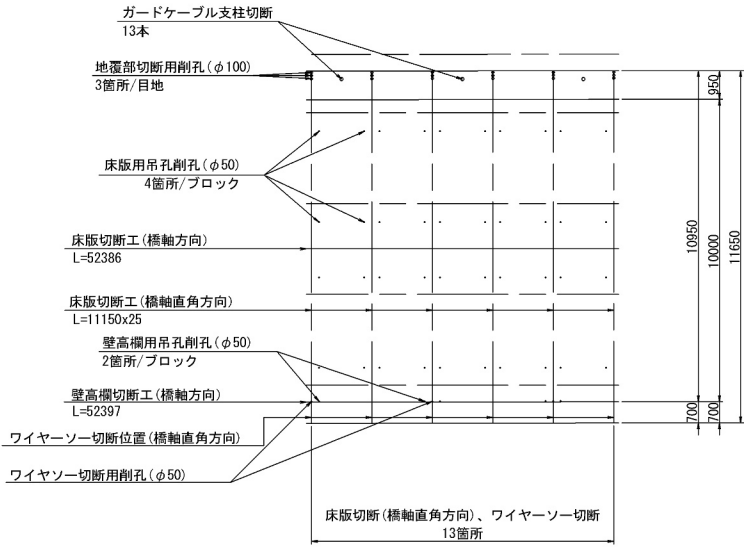 ガードケーブル支柱切断
13本
地覆部切断用削孔(φ100)
3箇所/目地
床版用吊孔削孔(φ50)
4箇所/ブロック
床版切断工(橋軸方向)
L=52386
床版切断工(橋軸直角方向)
L=11150x25
壁高欄用吊孔削孔(φ50)
2箇所/ブロック
壁高欄切断工(橋軸方向)
L=52397
ワイヤーソー切断位置(橋軸直角方向)
ワイヤソー切断用削孔(φ50)
床版切断(橋軸直角方向)、ワイヤーソー切断
13箇所
950
10950
10000
11650
700
700